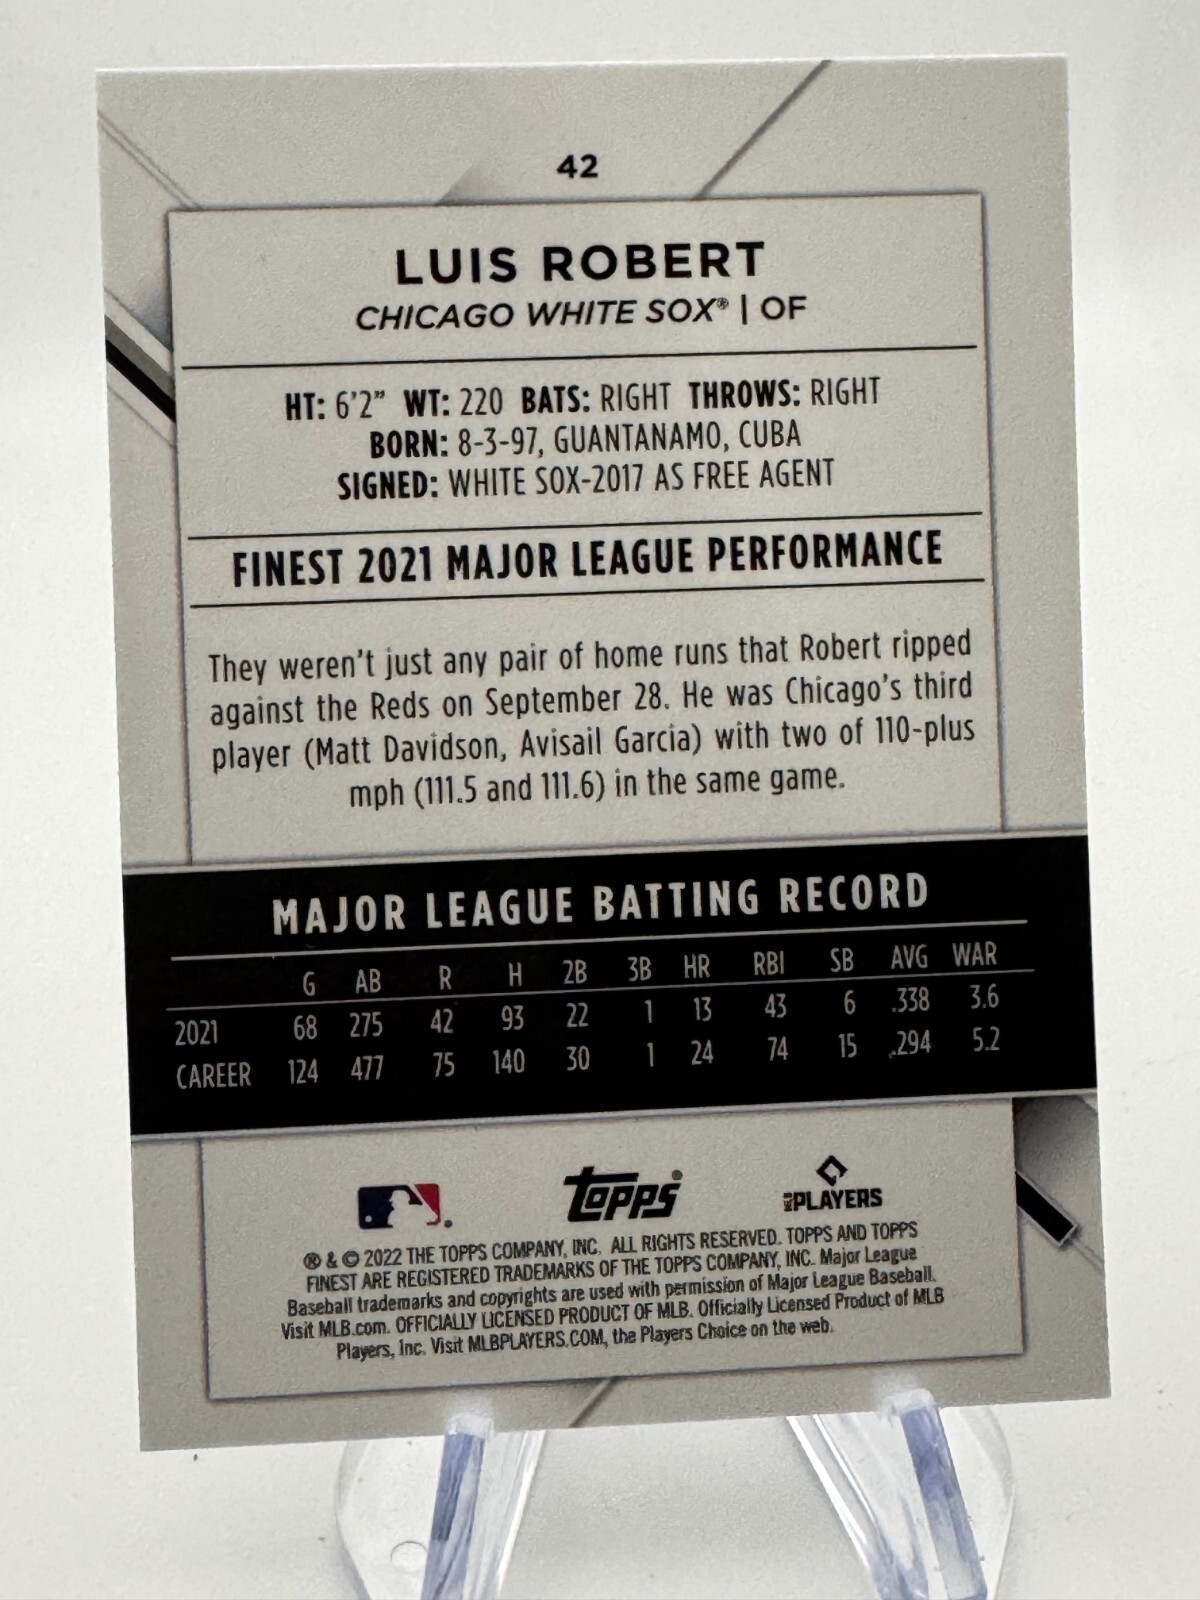 42
LUIS ROBERT
CHICAGO WHITE SOX® | OF
HT: 6'2" WT: 220 BATS: RIGHT THROWS: RIGHT
BORN: 8-3-97, GUANTANAMO, CUBA
SIGNED: WHITE SOX-2017 AS FREE AGENT
FINEST 2021 MAJOR LEAGUE PERFORMANCE
They weren't just any pair of home runs that Robert ripped
against the Reds on September 28. He was Chicago's third
player (Matt Davidson, Avisail Garcia) with two of 110-plus
mph (111.5 and 111.6) in the same game.
MAJOR LEAGUE BATTING RECORD
G AB R H 2B 3B HR RBI SB AVG WAR
2021 68 275 42 93 22 1 13 43 6 .338 3.6
CAREER 124 477 75 140 30 1 24 74 15 .294 5.2
Topps MLB PLAYERS
® & © 2022 THE TOPPS COMPANY, INC. ALL RIGHTS RESERVED. TOPPS AND TOPPS
FINEST ARE REGISTERED TRADEMARKS OF THE TOPPS COMPANY, INC. Major League
Baseball trademarks and copyrights are used with permission of Major League Baseball.
Visit MLB.com. OFFICIALLY LICENSED PRODUCT OF MLB. Officially Licensed Product of MLB
Players, Inc. Visit MLBPLAYERS.COM, the Players Choice on the web.